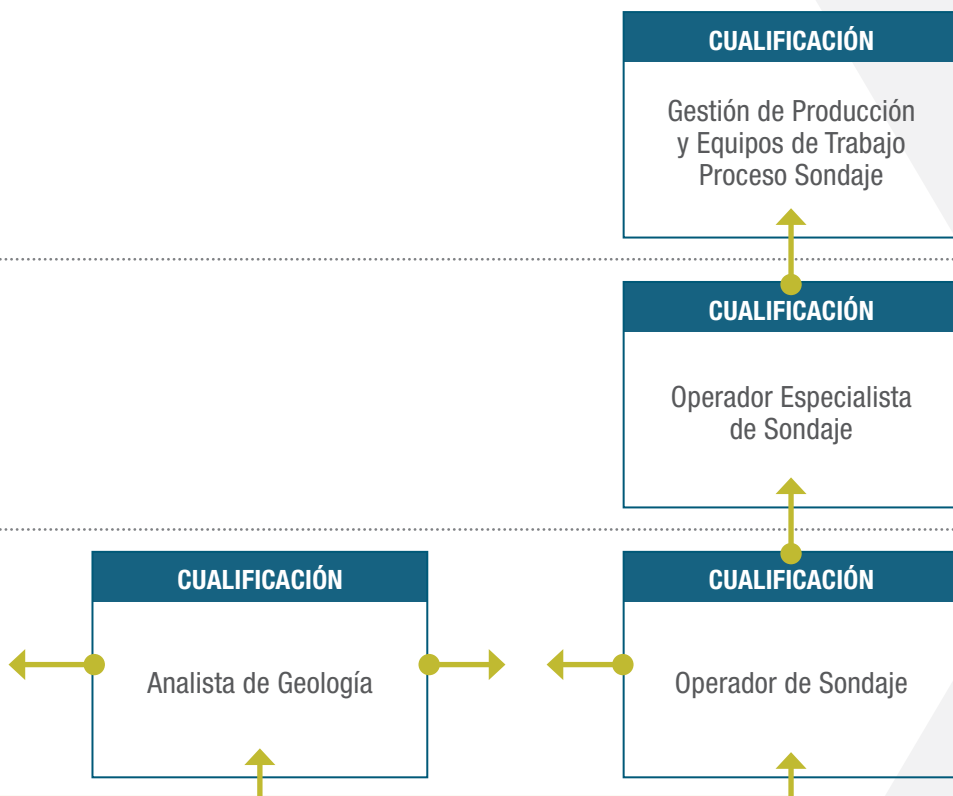 CUALIFICACIÓN
Gestión de Producción
y Equipos de Trabajo
Proceso Sondaje
CUALIFICACIÓN
Operador Especialista
de Sondaje
CUALIFICACIÓN
Analista de Geología
CUALIFICACIÓN
Operador de Sondaje